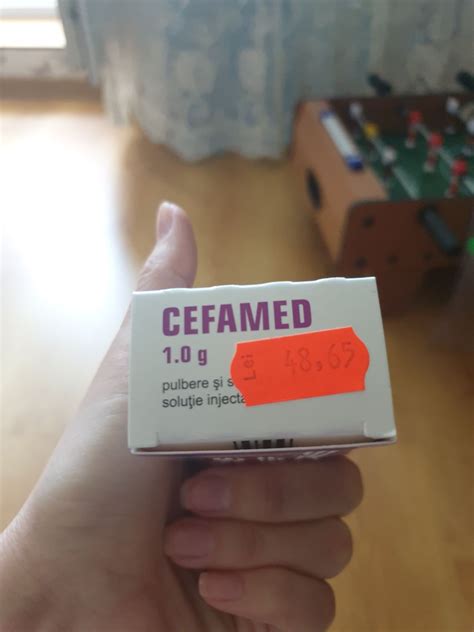 CEFAMED
1.0 g
Lei 48,65
pulbere şi s
soluţie injecta